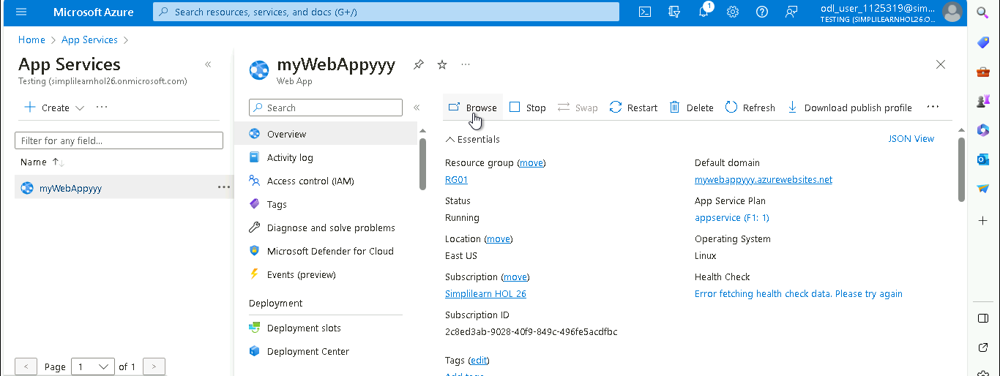 Microsoft Azure
Search resources, services, and docs (G+/)
1
odl_user_1125319@sim...
TESTING (SIMPLILEARNHOL26.O...
Home > App Services >
App Services
Testing (simplilearnhol26.onmicrosoft.com)
+ Create ...
Filter for any field...
Name ↑↓
myWebAppyyy ...
Page 1 of 1
myWebAppyyy ...
Web App
Search
Overview
Activity log
Access control (IAM)
Tags
Diagnose and solve problems
Microsoft Defender for Cloud
Events (preview)
Deployment
Deployment slots
Deployment Center
Browse Stop Swap Restart Delete Refresh Download publish profile ...
Essentials
JSON View
Resource group (move)
RG01
Status
Running
Location (move)
East US
Subscription (move)
Simplilearn HOL 26
Subscription ID
2c8ed3ab-9028-40f9-849c-496fe5acdfbc
Tags (edit)
Add tags
Default domain
mywebappyyy.azurewebsites.net
App Service Plan
appservice (F1: 1)
Operating System
Linux
Health Check
Error fetching health check data. Please try again